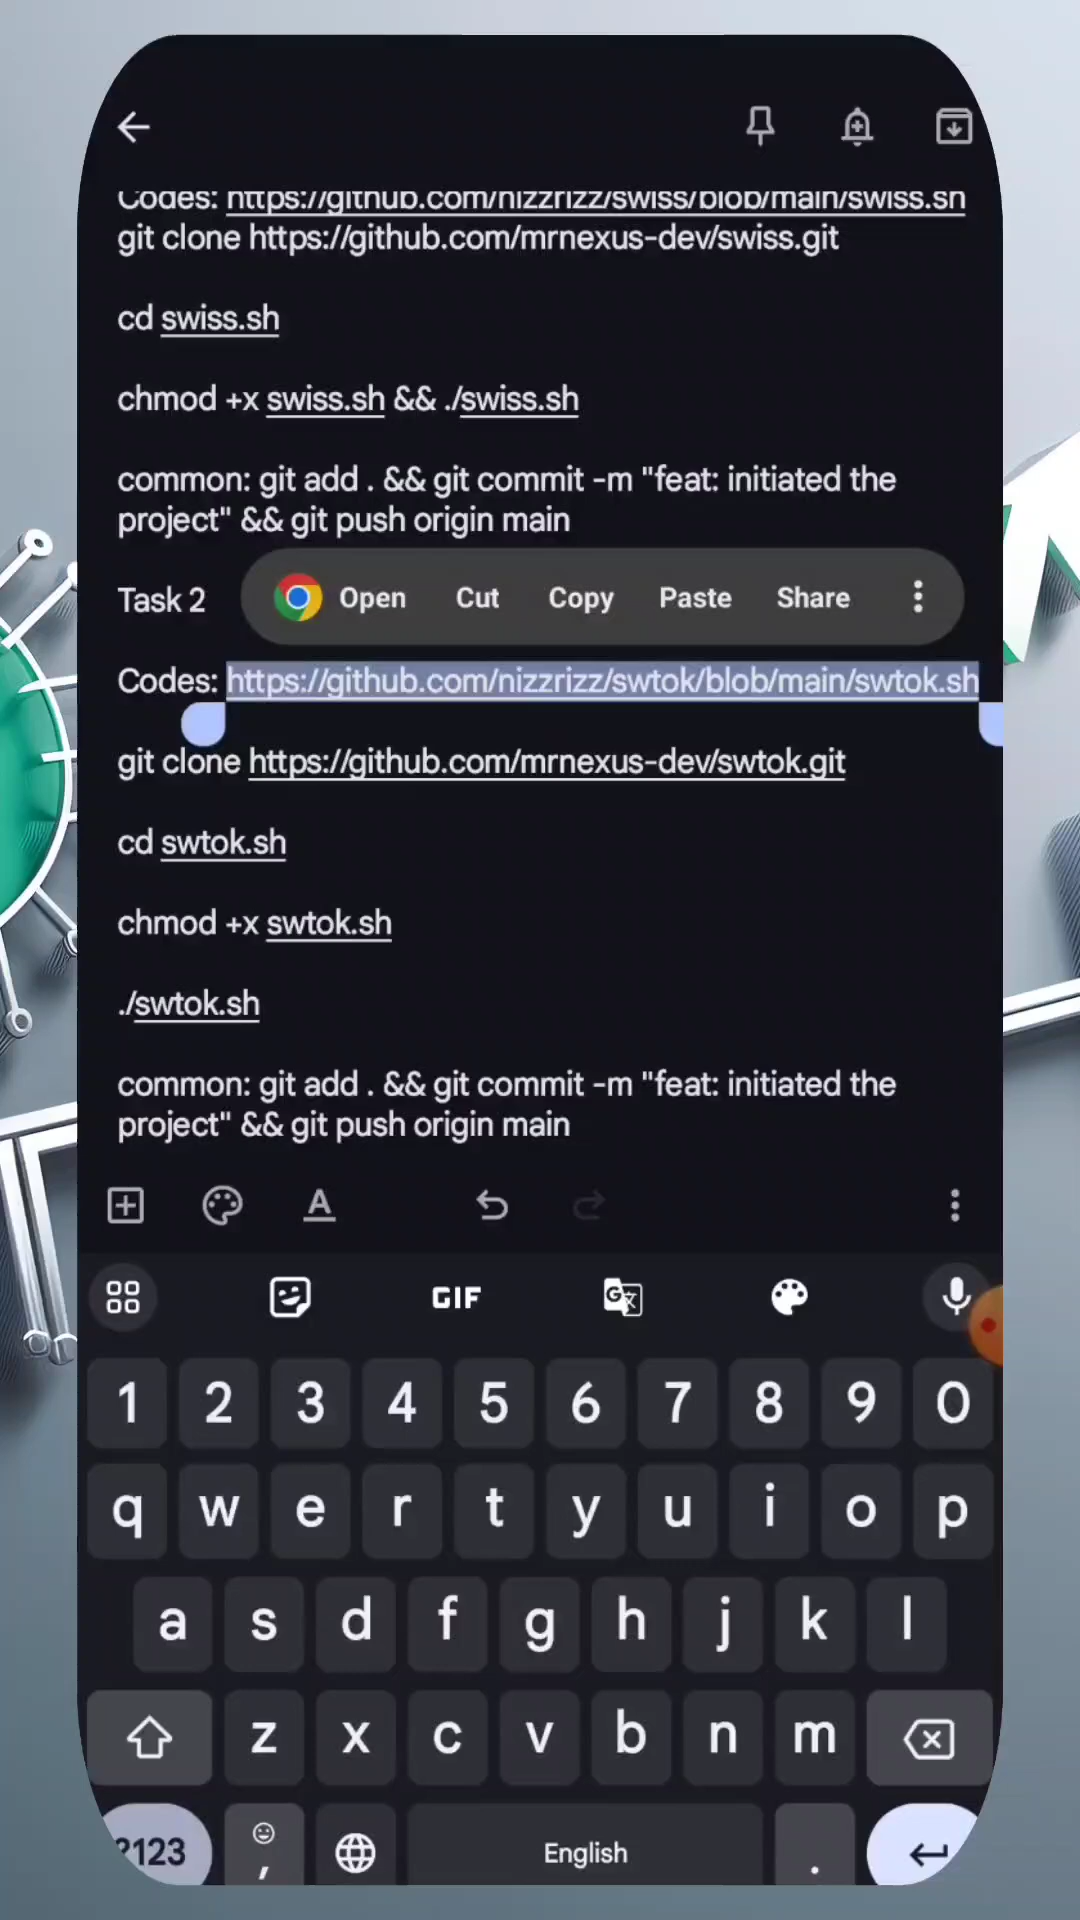 Codes: https://github.com/nizzrizz/swiss/blob/main/swiss.sh
git clone https://github.com/mrnexus-dev/swiss.git
cd swiss.sh
chmod +x swiss.sh && ./swiss.sh
common: git add . && git commit -m "feat: initiated the
project" && git push origin main
Task 2
Open Cut Copy Paste Share
Codes: https://github.com/nizzrizz/swtok/blob/main/swtok.sh
git clone https://github.com/mrnexus-dev/swtok.git
cd swtok.sh
chmod +x swtok.sh
./swtok.sh
common: git add . && git commit -m "feat: initiated the
project" && git push origin main
A
GIF G
1 2 3 4 5 6 7 8 9 0
q w e r t y u i o p
a s d f g h j k l
z x c v b n m
?123 , English .